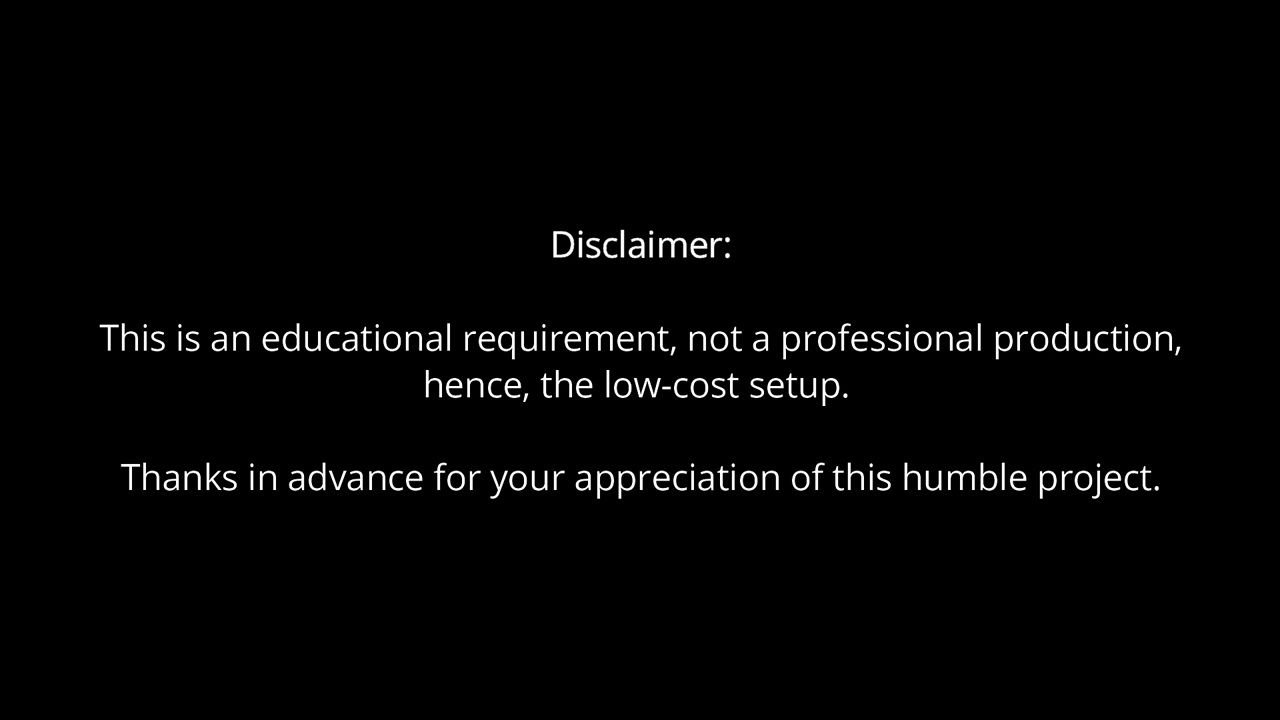 Disclaimer:
This is an educational requirement, not a professional production,
hence, the low-cost setup.
Thanks in advance for your appreciation of this humble project.